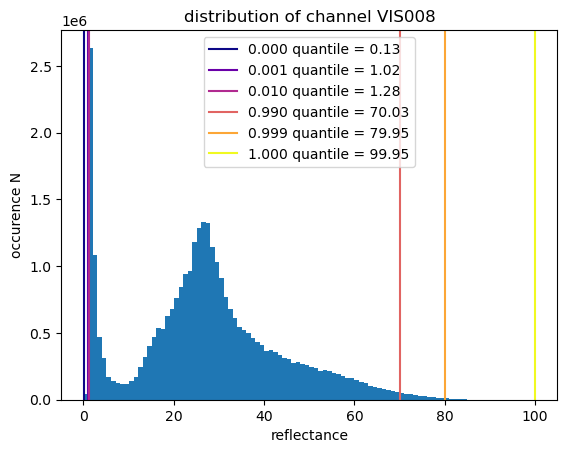 distribution of channel VIS008
1e6
0.000 quantile = 0.13
0.001 quantile = 1.02
0.010 quantile = 1.28
0.990 quantile = 70.03
0.999 quantile = 79.95
1.000 quantile = 99.95
2.5
2.0
1.5
1.0
0.5
0.0
occurence N
0
20
40
60
80
100
reflectance